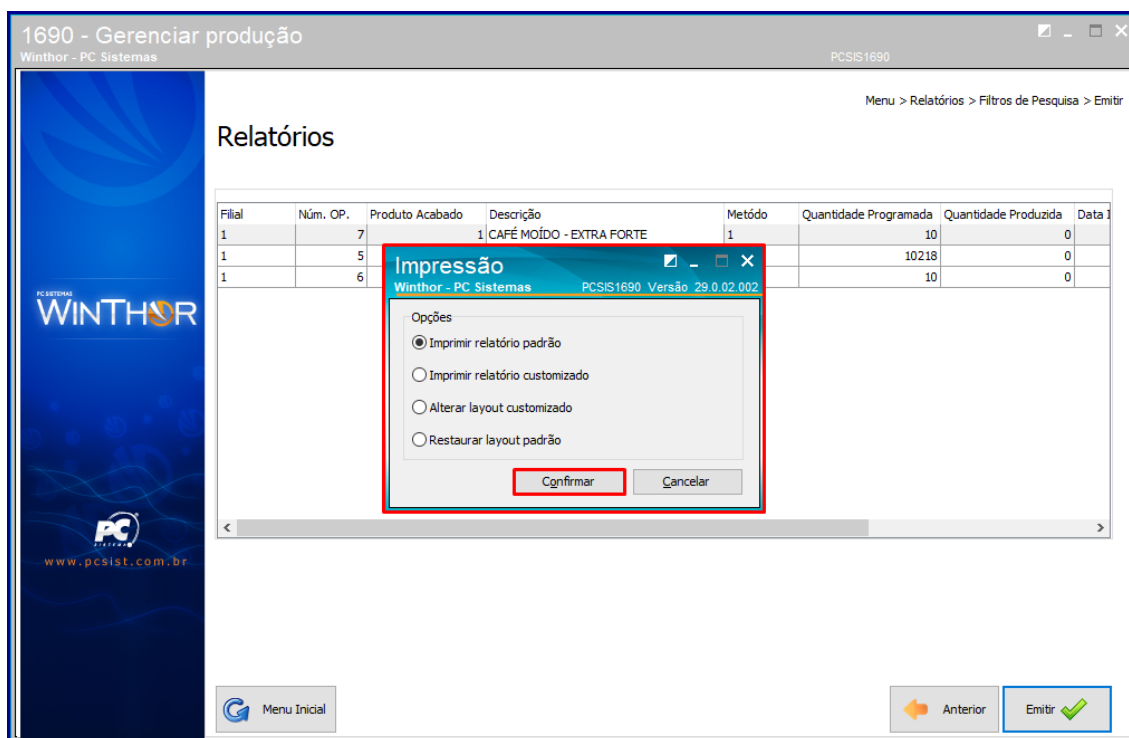 1690 - Gerenciar produção
Winthor - PC Sistemas PCSIS1690
Menu > Relatórios > Filtros de Pesquisa > Emitir
Relatórios
Filial Núm. OP. Produto Acabado Descrição Metódo Quantidade Programada Quantidade Produzida Data I
1 7 1 CAFÉ MOÍDO - EXTRA FORTE 1 10 0
1 5 10218 0
1 6 10 0
Impressão
Winthor - PC Sistemas PCSIS1690 Versão 29.0.02.002
Opções
Imprimir relatório padrão
Imprimir relatório customizado
Alterar layout customizado
Restaurar layout padrão
Confirmar Cancelar
PC SISTEMAS
WINTHOR
PC
SISTEMAS
www.pcsist.com.br
Menu Inicial Anterior Emitir